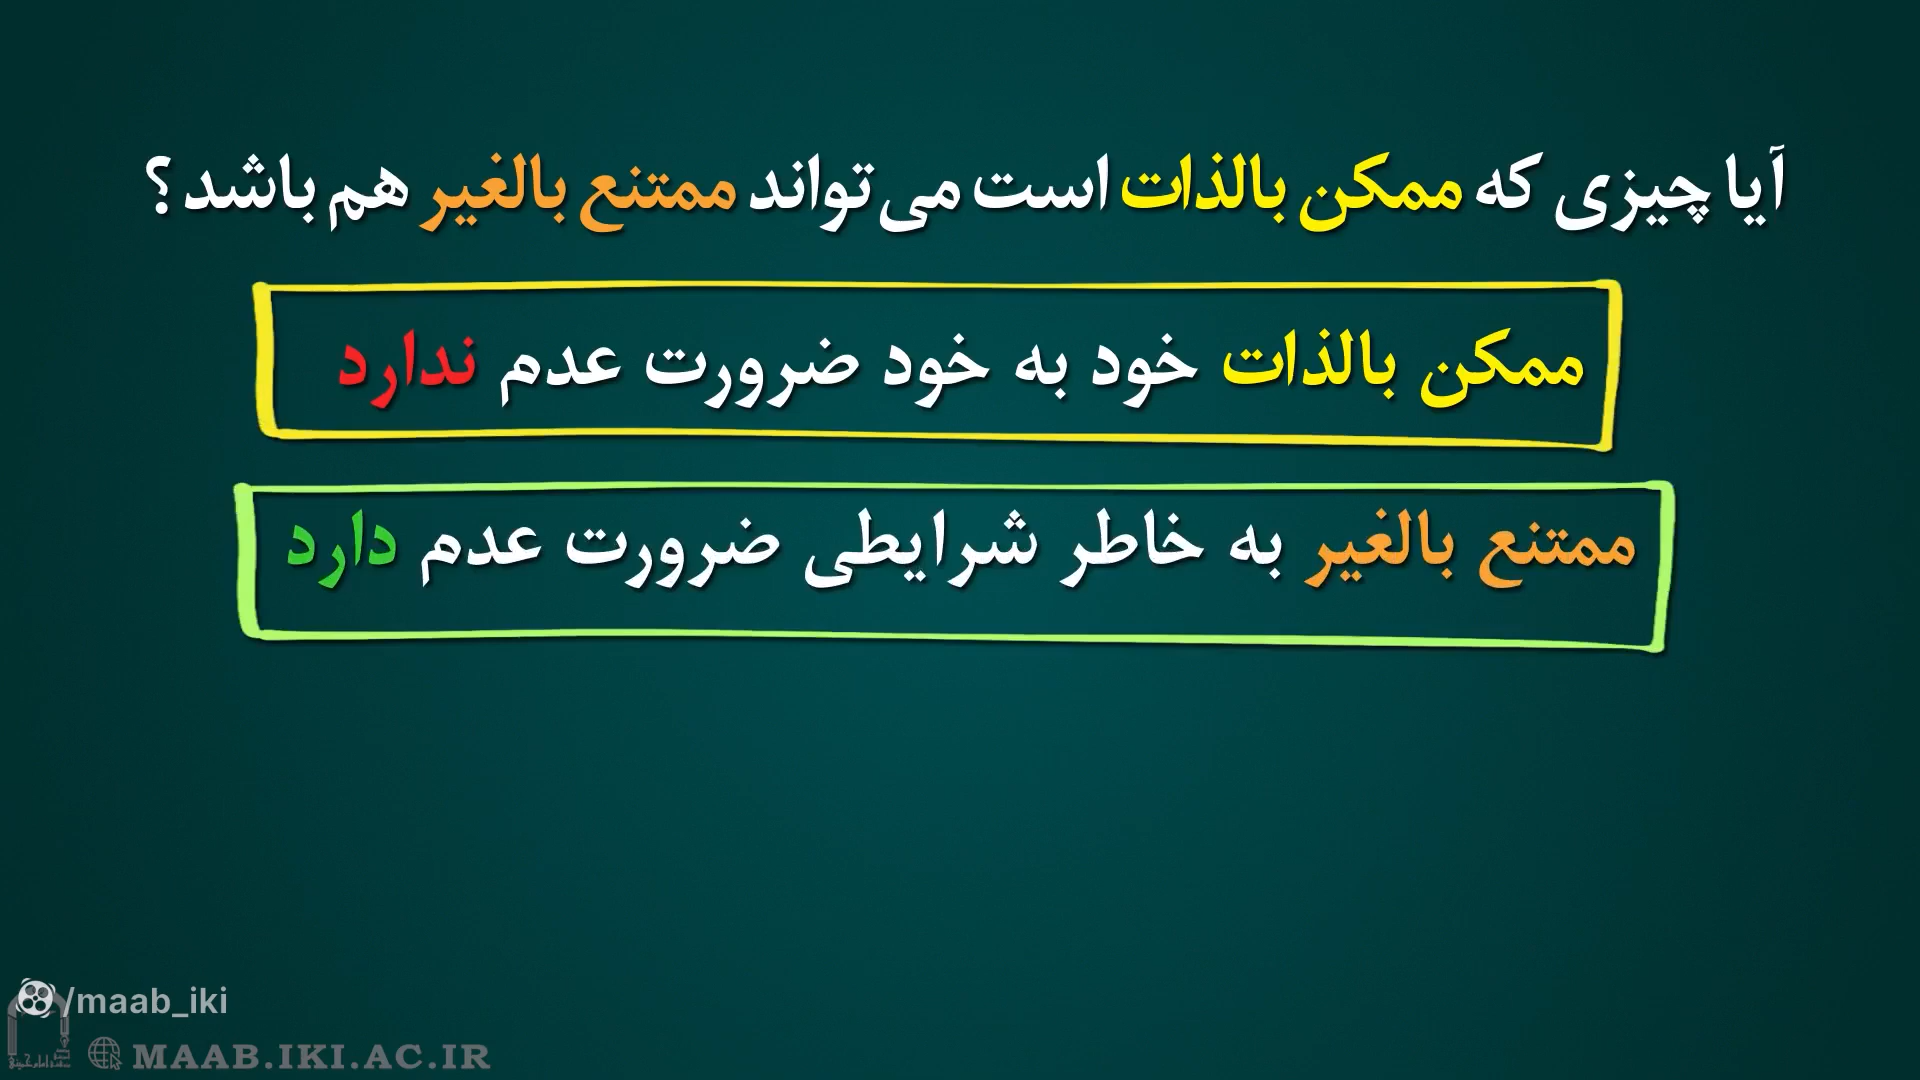 آیا چیزی که ممکن بالذات است می‌تواند ممتنع بالغیر هم باشد؟
ممکن بالذات خود به خود ضرورت عدم ندارد
ممتنع بالغیر به خاطر شرایطی ضرورت عدم دارد
/maab_iki
MAAB.IKI.AC.IR